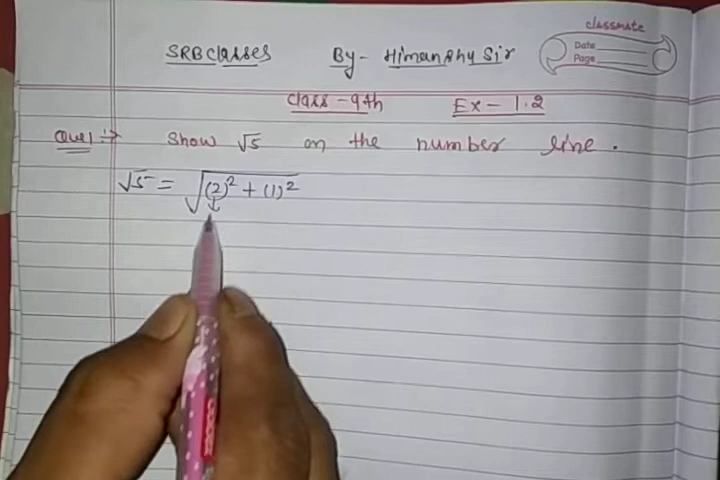 classmate
SRB Classes By- Himanshu Sir
Date
Page
Class - 9th Ex - 1.2
Que1 :→ Show √5 on the number line.
√5 = √(2)² + (1)²